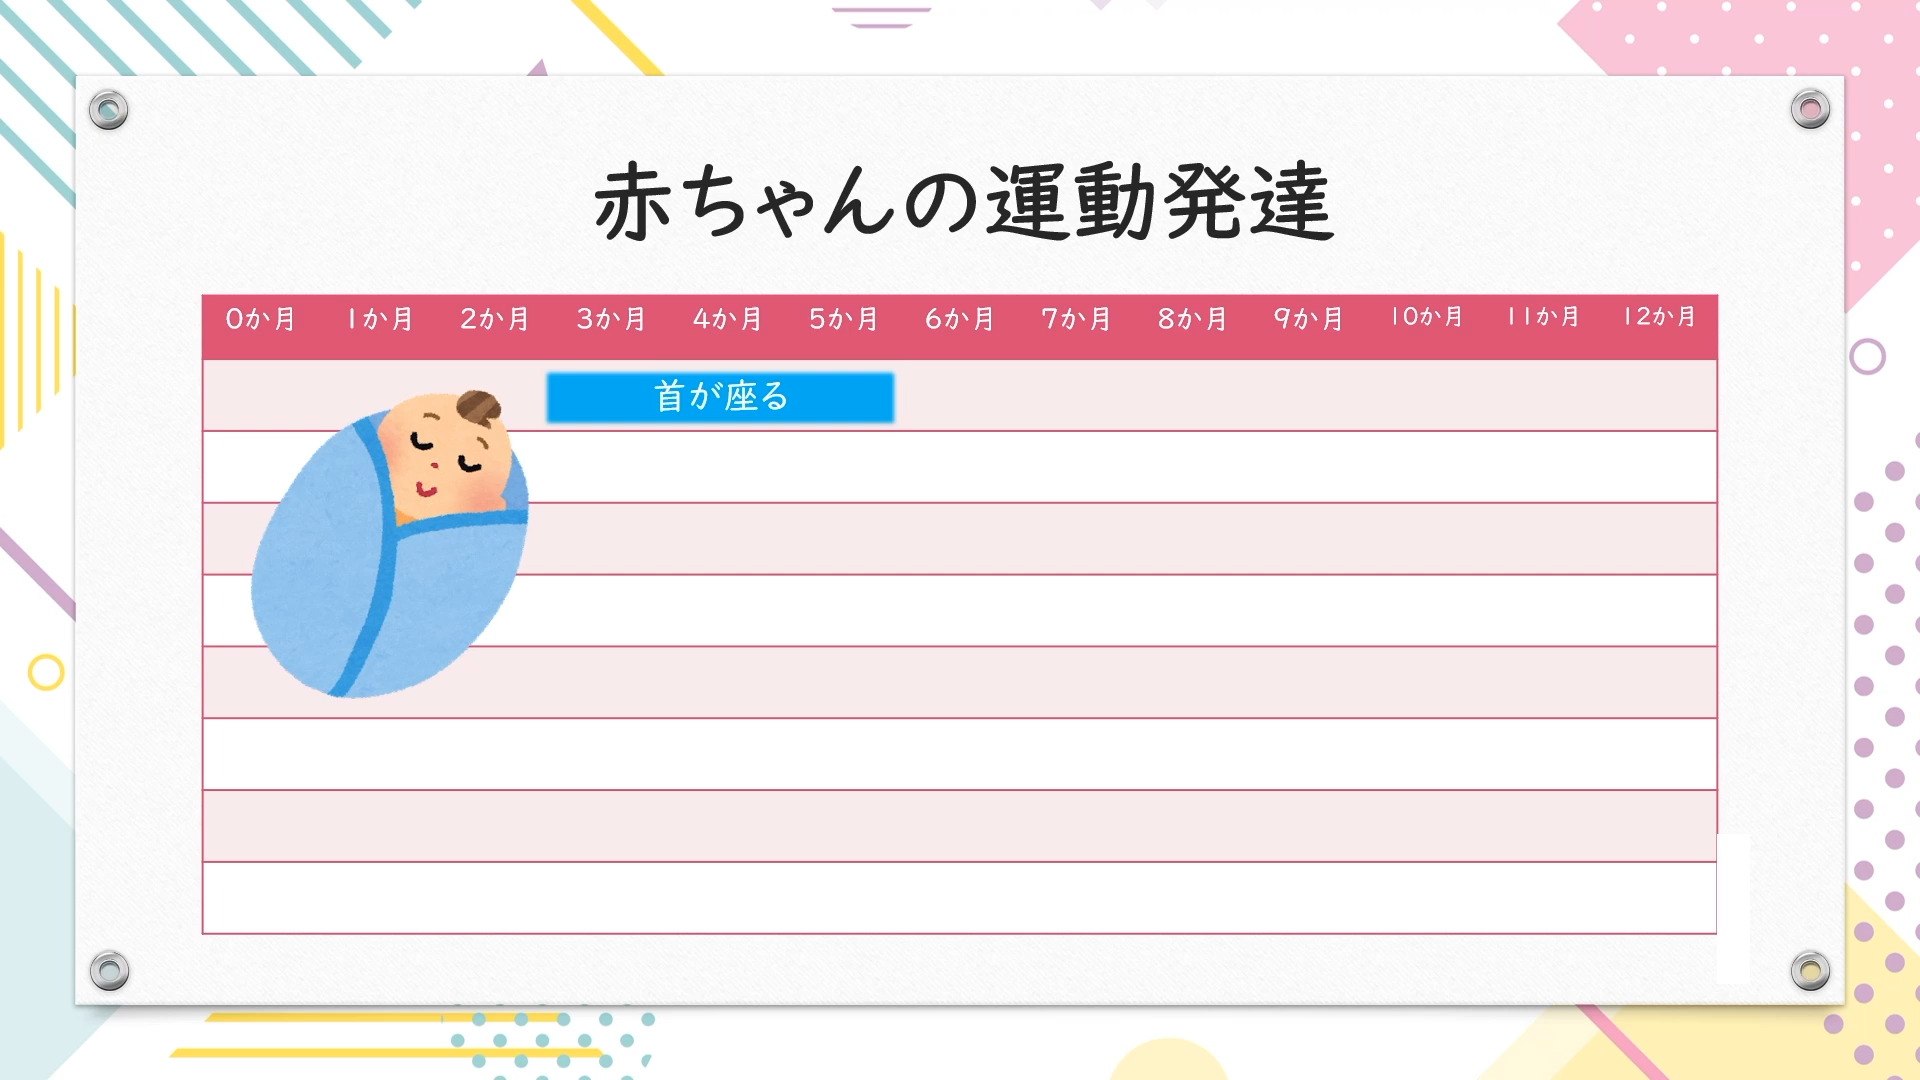 赤ちゃんの運動発達
0か月 1か月 2か月 3か月 4か月 5か月 6か月 7か月 8か月 9か月 10か月 11か月 12か月
首が座る